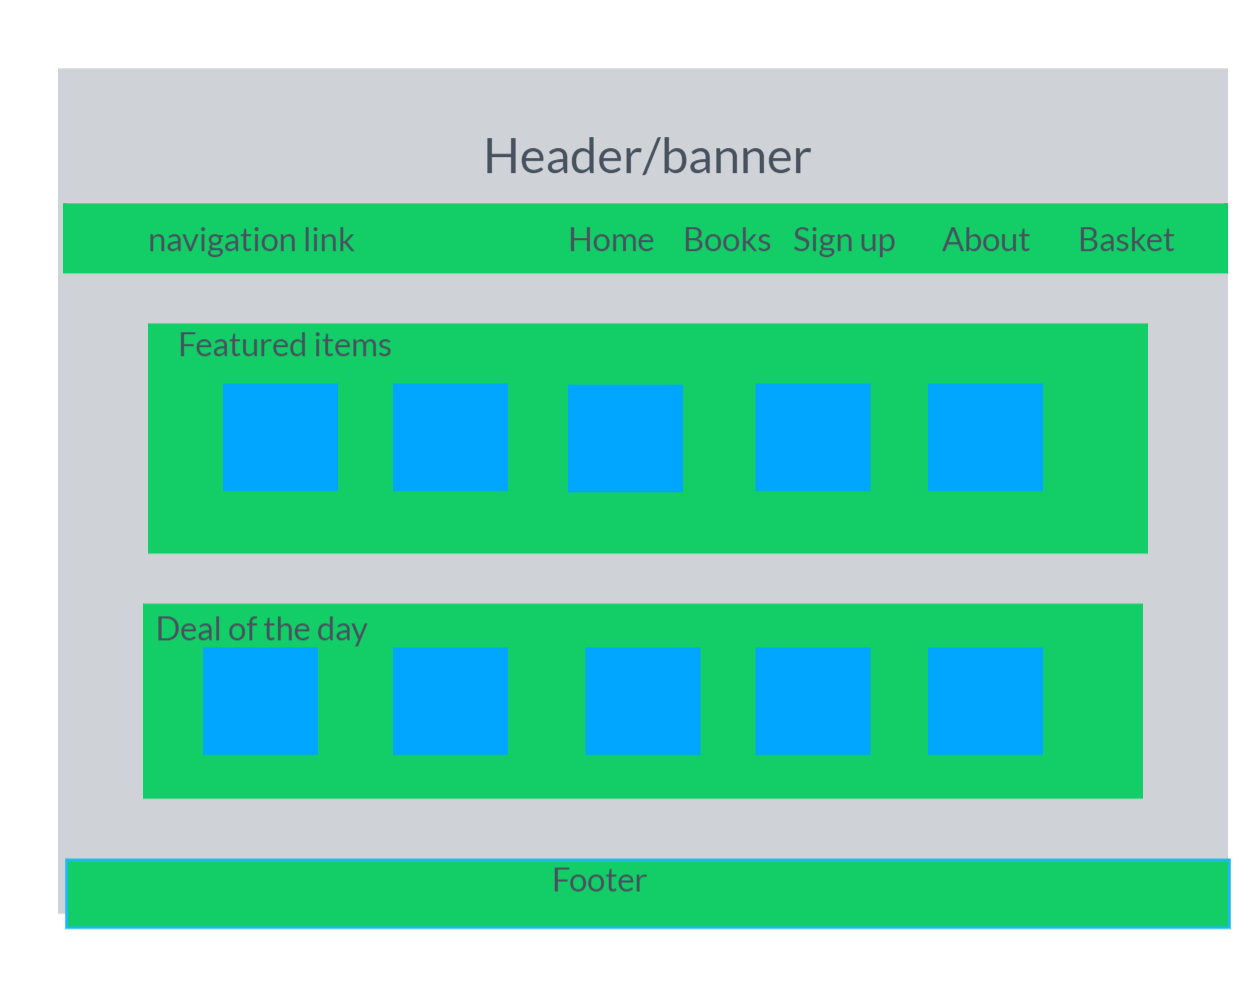 Header/banner
navigation link Home Books Sign up About Basket
Featured items
Deal of the day
Footer